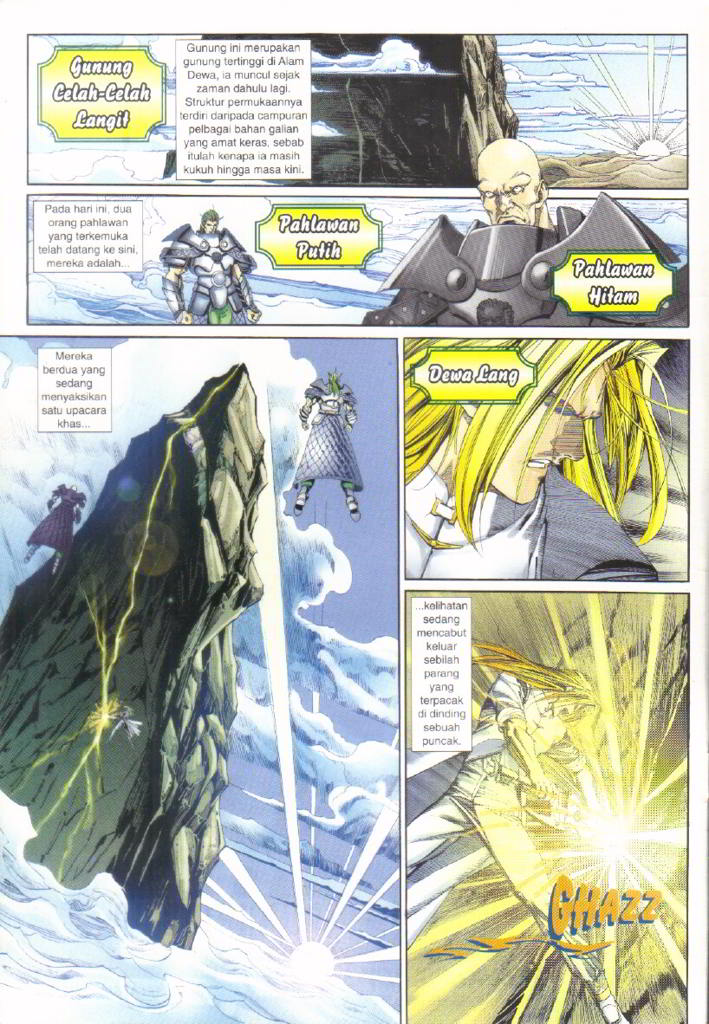 Gunung
Celah-Celah
Langit
Gunung ini merupakan
gunung tertinggi di Alam
Dewa, ia muncul sejak
zaman dahulu lagi.
Struktur permukaannya
terdiri daripada campuran
pelbagai bahan galian
yang amat keras, sebab
itulah kenapa ia masih
kukuh hingga masa kini.
Pada hari ini, dua
orang pahlawan
yang terkemuka
telah datang ke sini,
mereka adalah...
Pahlawan
Putih
Pahlawan
Hitam
Mereka
berdua yang
sedang
menyaksikan
satu upacara
khas...
Dewa Lang
...kelihatan
sedang
mencabut
keluar
sebilah
parang
yang
terpacak
di dinding
sebuah
puncak.
GHAZZ